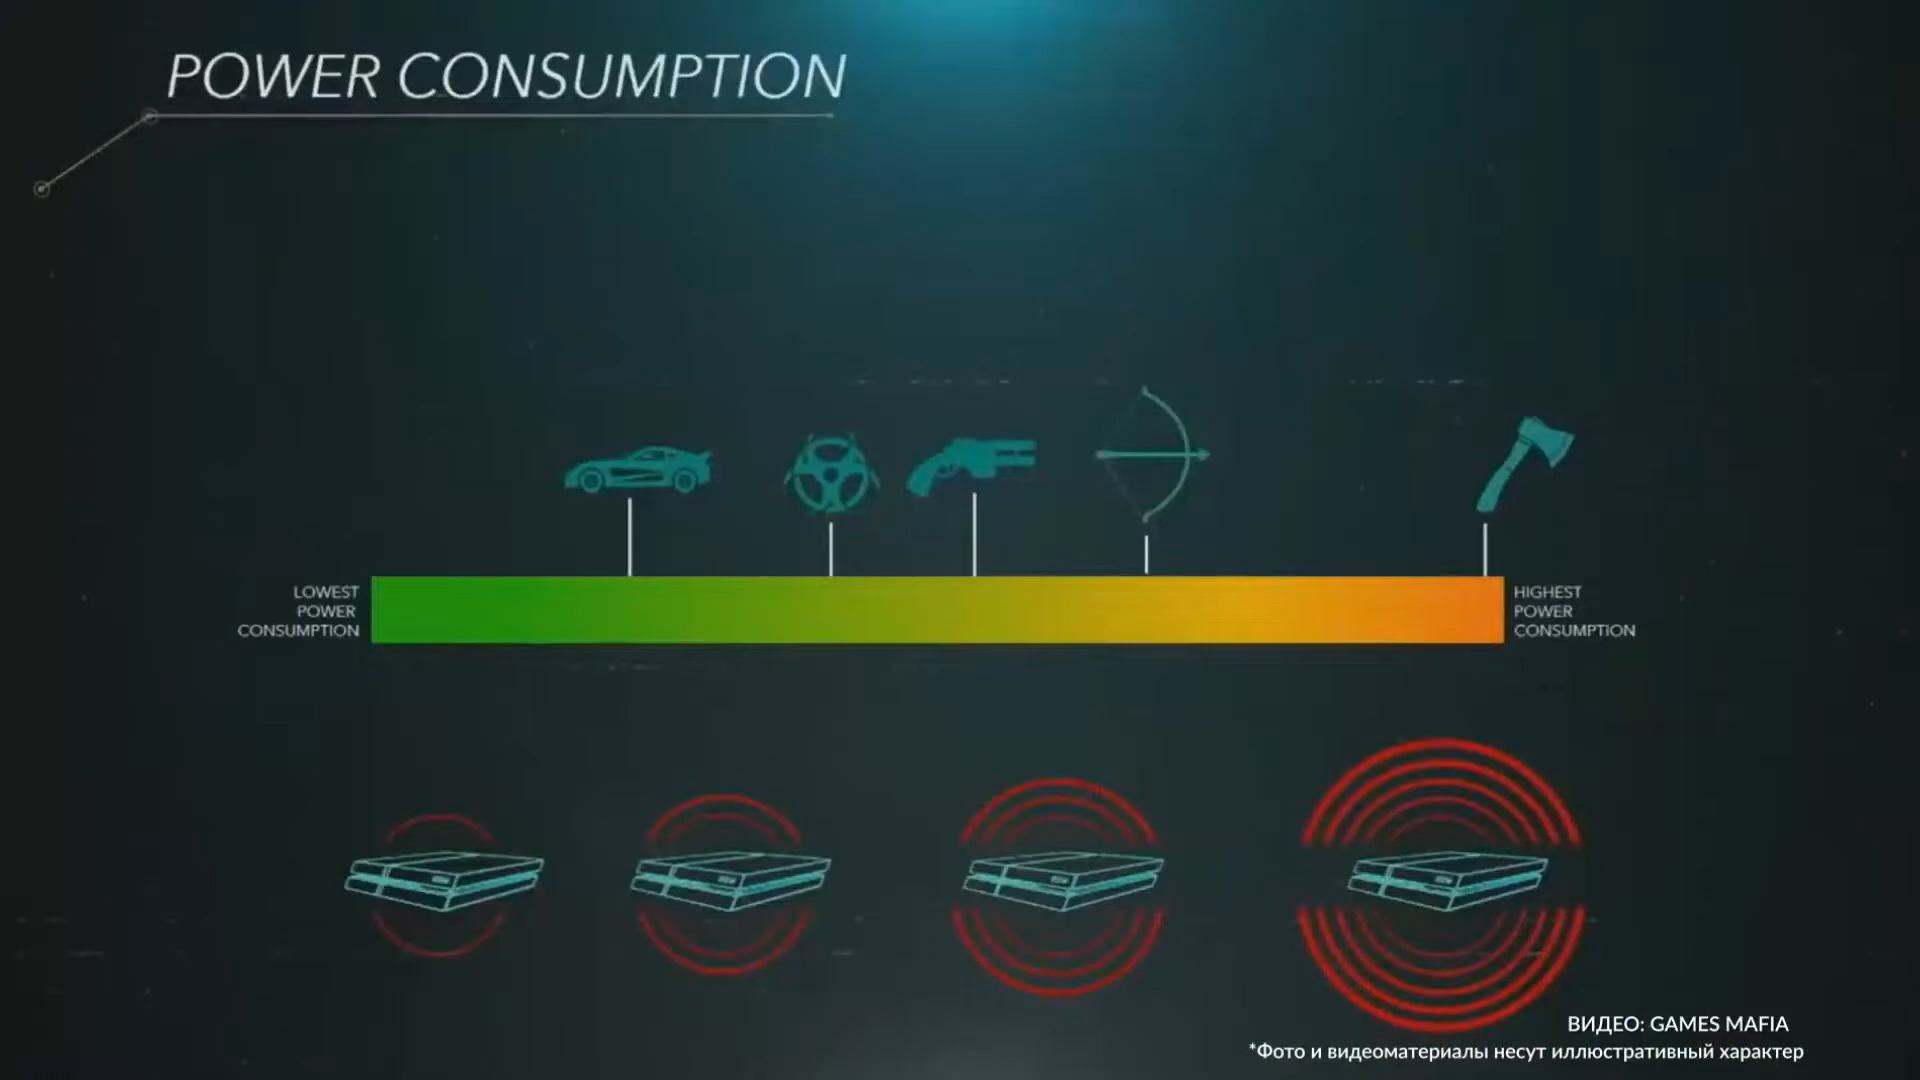 POWER CONSUMPTION
LOWEST
POWER
CONSUMPTION
HIGHEST
POWER
CONSUMPTION
ВИДЕО: GAMES MAFIA
*Фото и видеоматериалы несут иллюстративный характер